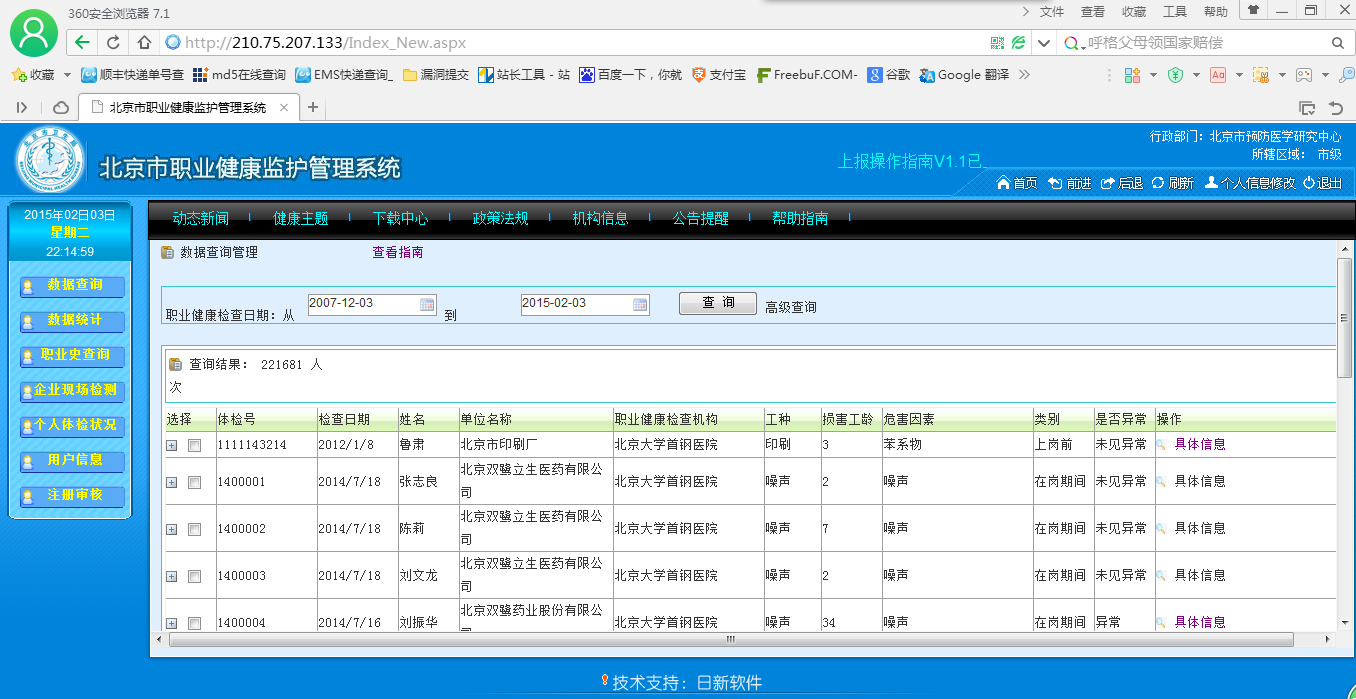 360安全浏览器 7.1
文件 查看 收藏 工具 帮助
http://210.75.207.133/Index_New.aspx
呼格父母领国家赔偿
收藏 顺丰快递单号查 md5在线查询 EMS快递查询_ 漏洞提交 站长工具 - 站 百度一下，你就 支付宝 FreebuF.COM- 谷歌 Google 翻译
北京市职业健康监护管理系统
北京市职业健康监护管理系统
行政部门: 北京市预防医学研究中心
所辖区域: 市级
上报操作指南V1.1已
首页 前进 后退 刷新 个人信息修改 退出
2015年02月03日
星期二
22:14:59
数据查询
数据统计
职业史查询
企业现场检测
个人体检状况
用户信息
注册审核
动态新闻 健康主题 下载中心 政策法规 机构信息 公告提醒 帮助指南
数据查询管理 查看指南
职业健康检查日期: 从 2007-12-03 到 2015-02-03 查 询 高级查询
查询结果: 221681 人
次
选择 体检号 检查日期 姓名 单位名称 职业健康检查机构 工种 损害工龄 危害因素 类别 是否异常 操作
1111143214 2012/1/8 鲁肃 北京市印刷厂 北京大学首钢医院 印刷 3 苯系物 上岗前 未见异常 具体信息
1400001 2014/7/18 张志良 北京双鹭立生医药有限公司 北京大学首钢医院 噪声 2 噪声 在岗期间 未见异常 具体信息
1400002 2014/7/18 陈莉 北京双鹭立生医药有限公司 北京大学首钢医院 噪声 7 噪声 在岗期间 未见异常 具体信息
1400003 2014/7/18 刘文龙 北京双鹭立生医药有限公司 北京大学首钢医院 噪声 2 噪声 在岗期间 未见异常 具体信息
1400004 2014/7/16 刘振华 北京双鹭药业股份有限公 北京大学首钢医院 噪声 34 噪声 在岗期间 异常 具体信息
技术支持: 日新软件